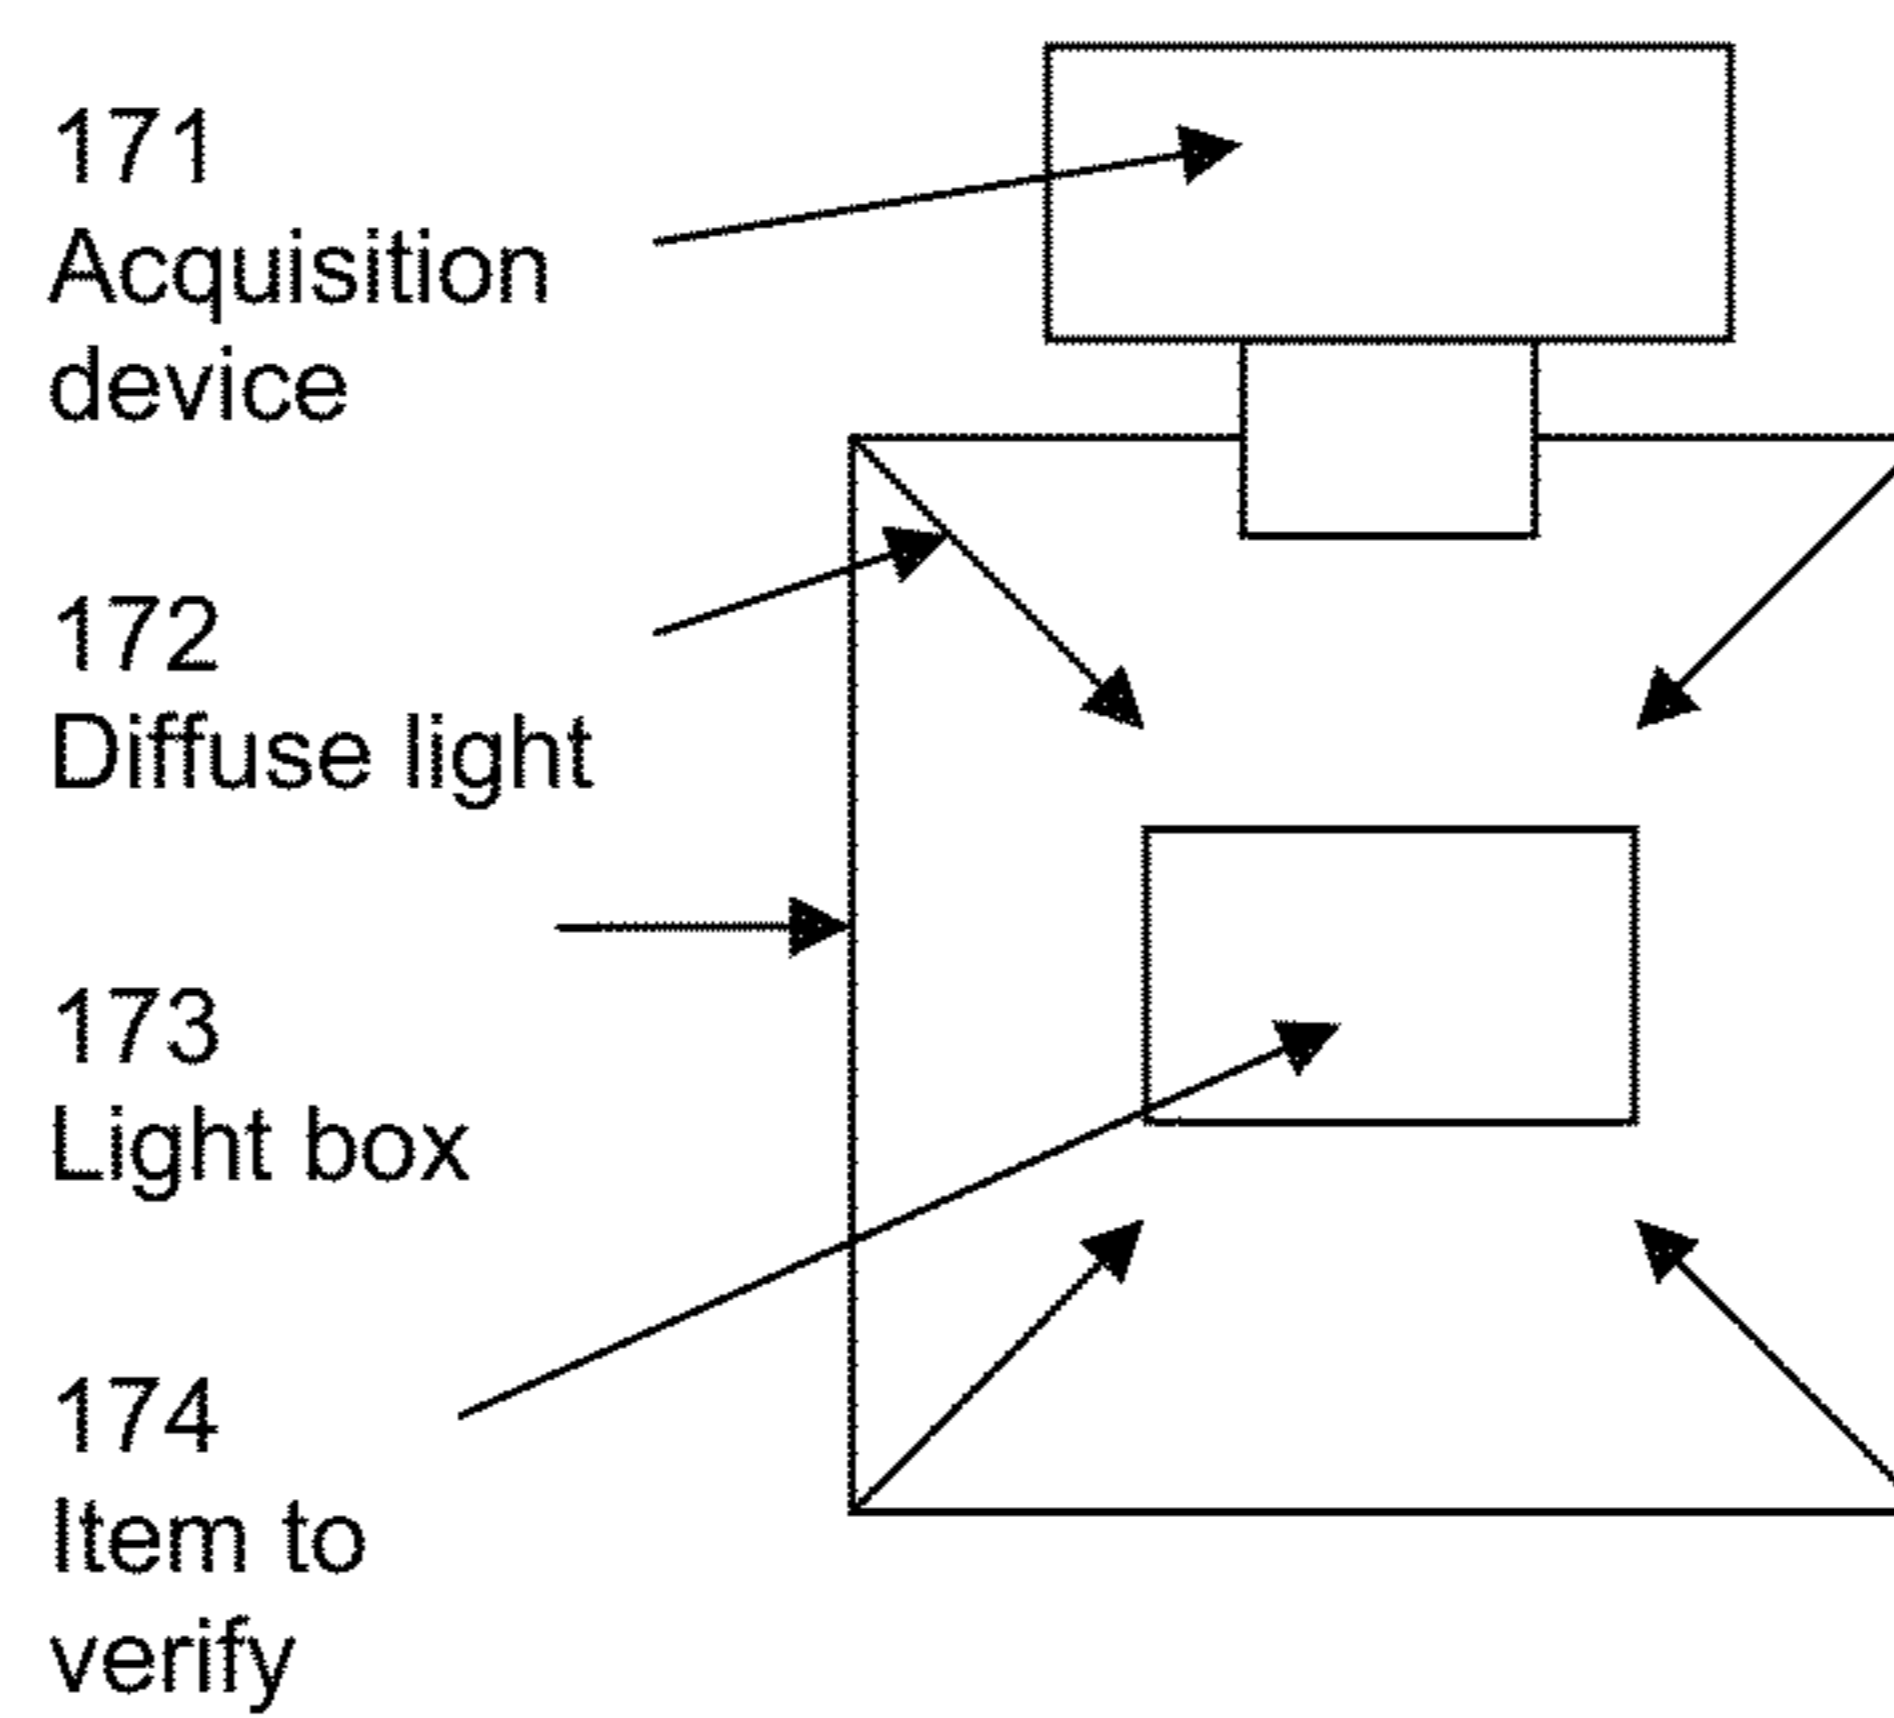 171
Acquisition
device
172
Diffuse light
173
Light box
174
Item to
verify